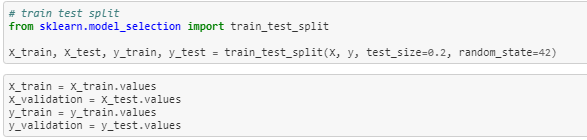 # train test split
from sklearn.model_selection import train_test_split
X_train, X_test, y_train, y_test = train_test_split(X, y, test_size=0.2, random_state=42)
X_train = X_train.values
X_validation = X_test.values
y_train = y_train.values
y_validation = y_test.values